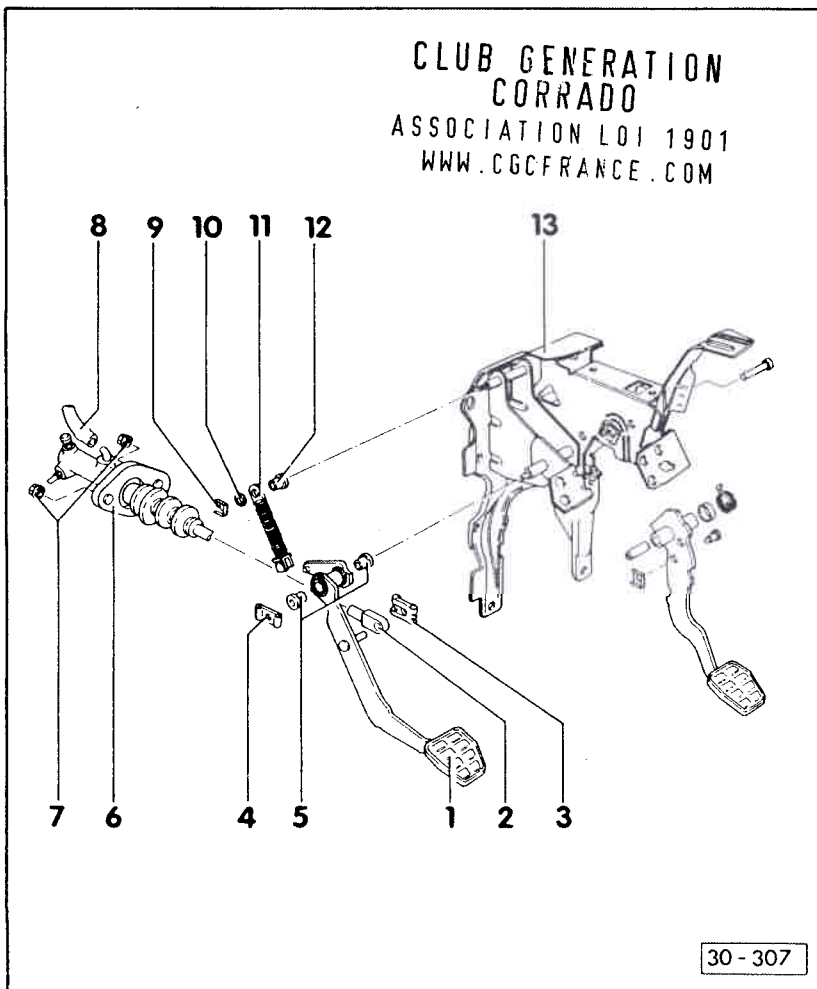 CLUB GENERATION
CORRADO
ASSOCIATION LOI 1901
WWW.CGCFRANCE.COM
8 9 10 11 12 13
7 6 4 5 1 2 3
30-307